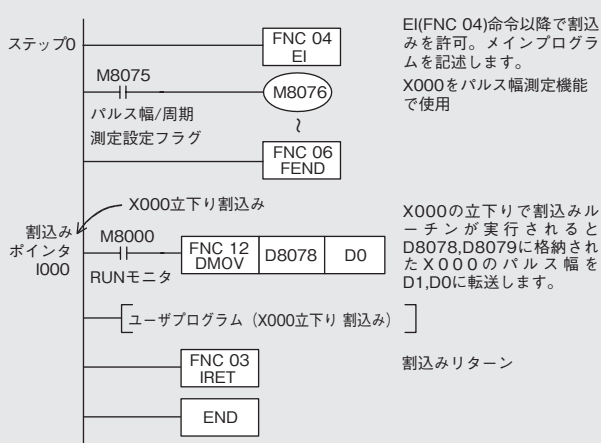 ステップ0
FNC 04
EI
EI(FNC 04)命令以降で割込
みを許可。メインプログラ
ムを記述します。
M8075
M8076
パルス幅/周期
測定設定フラグ
X000をパルス幅測定機能
で使用
~
FNC 06
FEND
X000立下り割込み
割込み
ポインタ
I000
M8000
RUNモニタ
FNC 12
DMOV
D8078
D0
X000の立下りで割込みル
ーチンが実行されると
D8078,D8079に格納され
たX000のパルス幅を
D1,D0に転送します。
ユーザプログラム（X000立下り 割込み）
FNC 03
IRET
割込みリターン
END